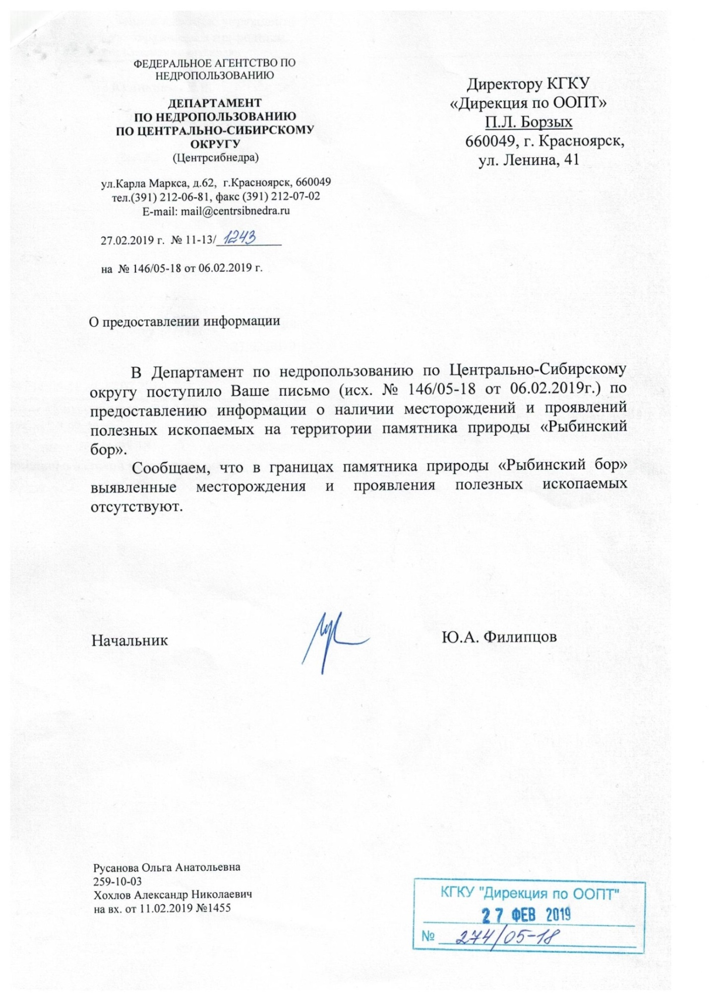 ФЕДЕРАЛЬНОЕ АГЕНТСТВО ПО
НЕДРОПОЛЬЗОВАНИЮ
ДЕПАРТАМЕНТ
ПО НЕДРОПОЛЬЗОВАНИЮ
ПО ЦЕНТРАЛЬНО-СИБИРСКОМУ
ОКРУГУ
(Центрсибнедра)
ул.Карла Маркса, д.62, г.Красноярск, 660049
тел.(391) 212-06-81, факс (391) 212-07-02
E-mail: mail@centrsibnedra.ru
27.02.2019 г. № 11-13/ 1243
на № 146/05-18 от 06.02.2019 г.
Директору КГКУ
«Дирекция по ООПТ»
П.Л. Борзых
660049, г. Красноярск,
ул. Ленина, 41
О предоставлении информации
В Департамент по недропользованию по Центрально-Сибирскому
округу поступило Ваше письмо (исх. № 146/05-18 от 06.02.2019г.) по
предоставлению информации о наличии месторождений и проявлений
полезных ископаемых на территории памятника природы «Рыбинский
бор».
Сообщаем, что в границах памятника природы «Рыбинский бор»
выявленные месторождения и проявления полезных ископаемых
отсутствуют.
Начальник Ю.А. Филипцов
Русанова Ольга Анатольевна
259-10-03
Хохлов Александр Николаевич
на вх. от 11.02.2019 №1455
КГКУ "Дирекция по ООПТ"
27 ФЕВ 2019
№ 274/05-18